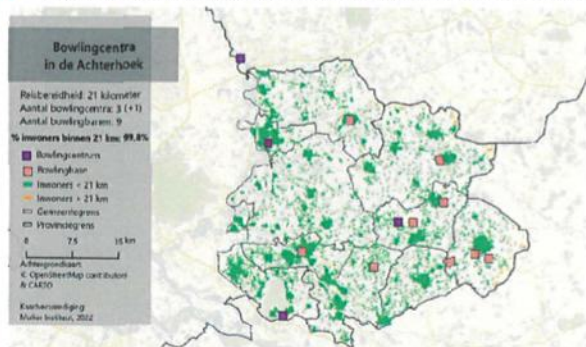 Bowlingcentra
in de Achterhoek
Reisbereidheid: 21 kilometer
Aantal bowlingcentra: 3 (+1)
Aantal bowlingbanen: 9
% inwoners binnen 21 km: 99,8%
Bowlingcentrum
Bowlingbaan
Inwoners < 21 km
Inwoners > 21 km
Gemeentegrens
Provinciegrens
0 7.5 15 km
Achtergrondkaart:
© OpenStreetMap contributors
& CARTO
Kaartvervaardiging:
Mulier Instituut, 2022